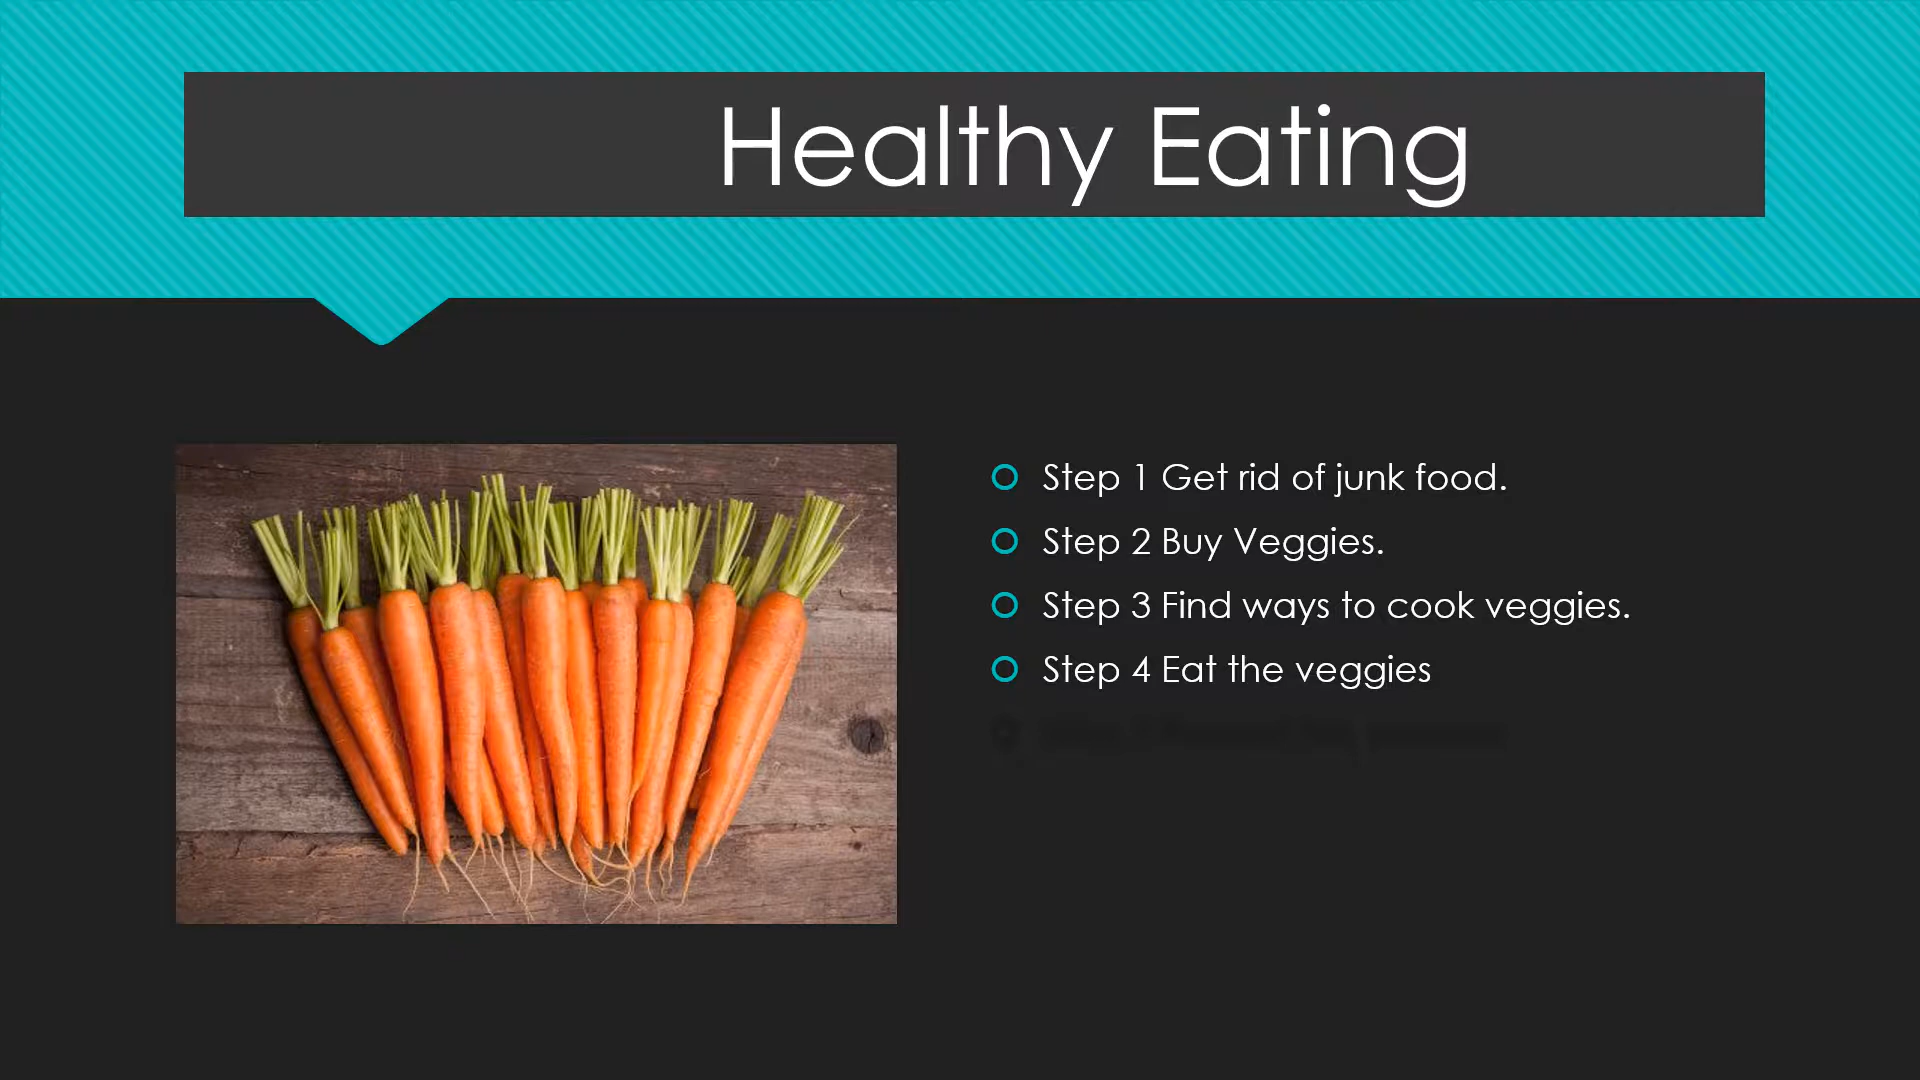 Healthy Eating
Step 1 Get rid of junk food.
Step 2 Buy Veggies.
Step 3 Find ways to cook veggies.
Step 4 Eat the veggies